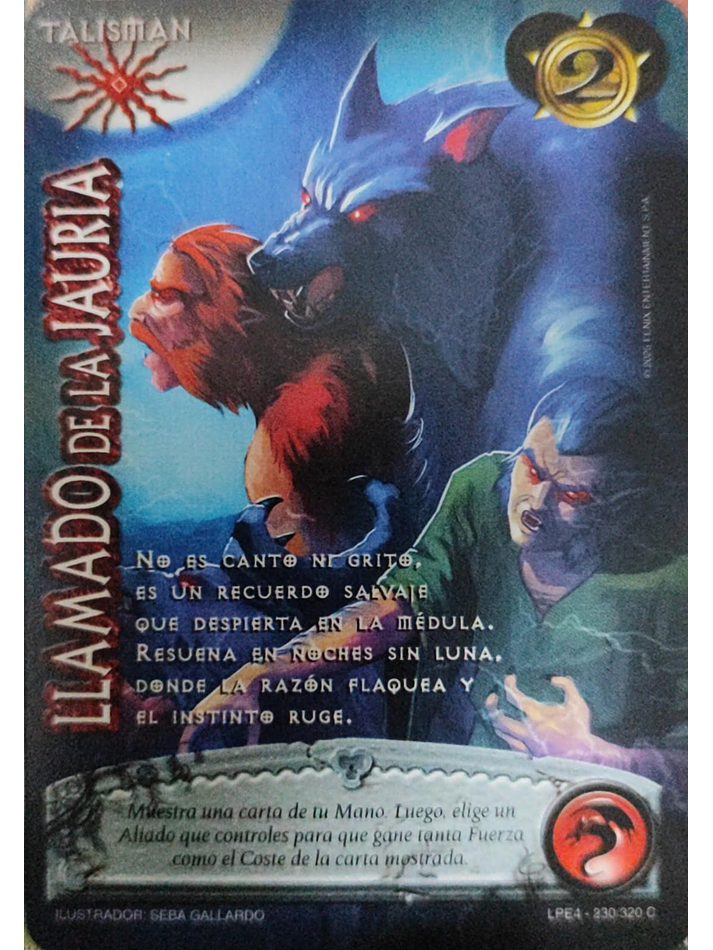 TALISMAN
2
LLAMADO DE LA JAURIA
© 2025 FENIX ENTERTAINMENT S.P.A.
No es canto ni grito,
es un recuerdo salvaje
que despierta en la médula.
Resuena en noches sin luna,
donde la razón flaquea y
el instinto ruge.
Muestra una carta de tu Mano. Luego, elige un
Aliado que controles para que gane tanta Fuerza
como el Coste de la carta mostrada.
ILUSTRADOR: SEBA GALLARDO
LPE4 - 230/320 C